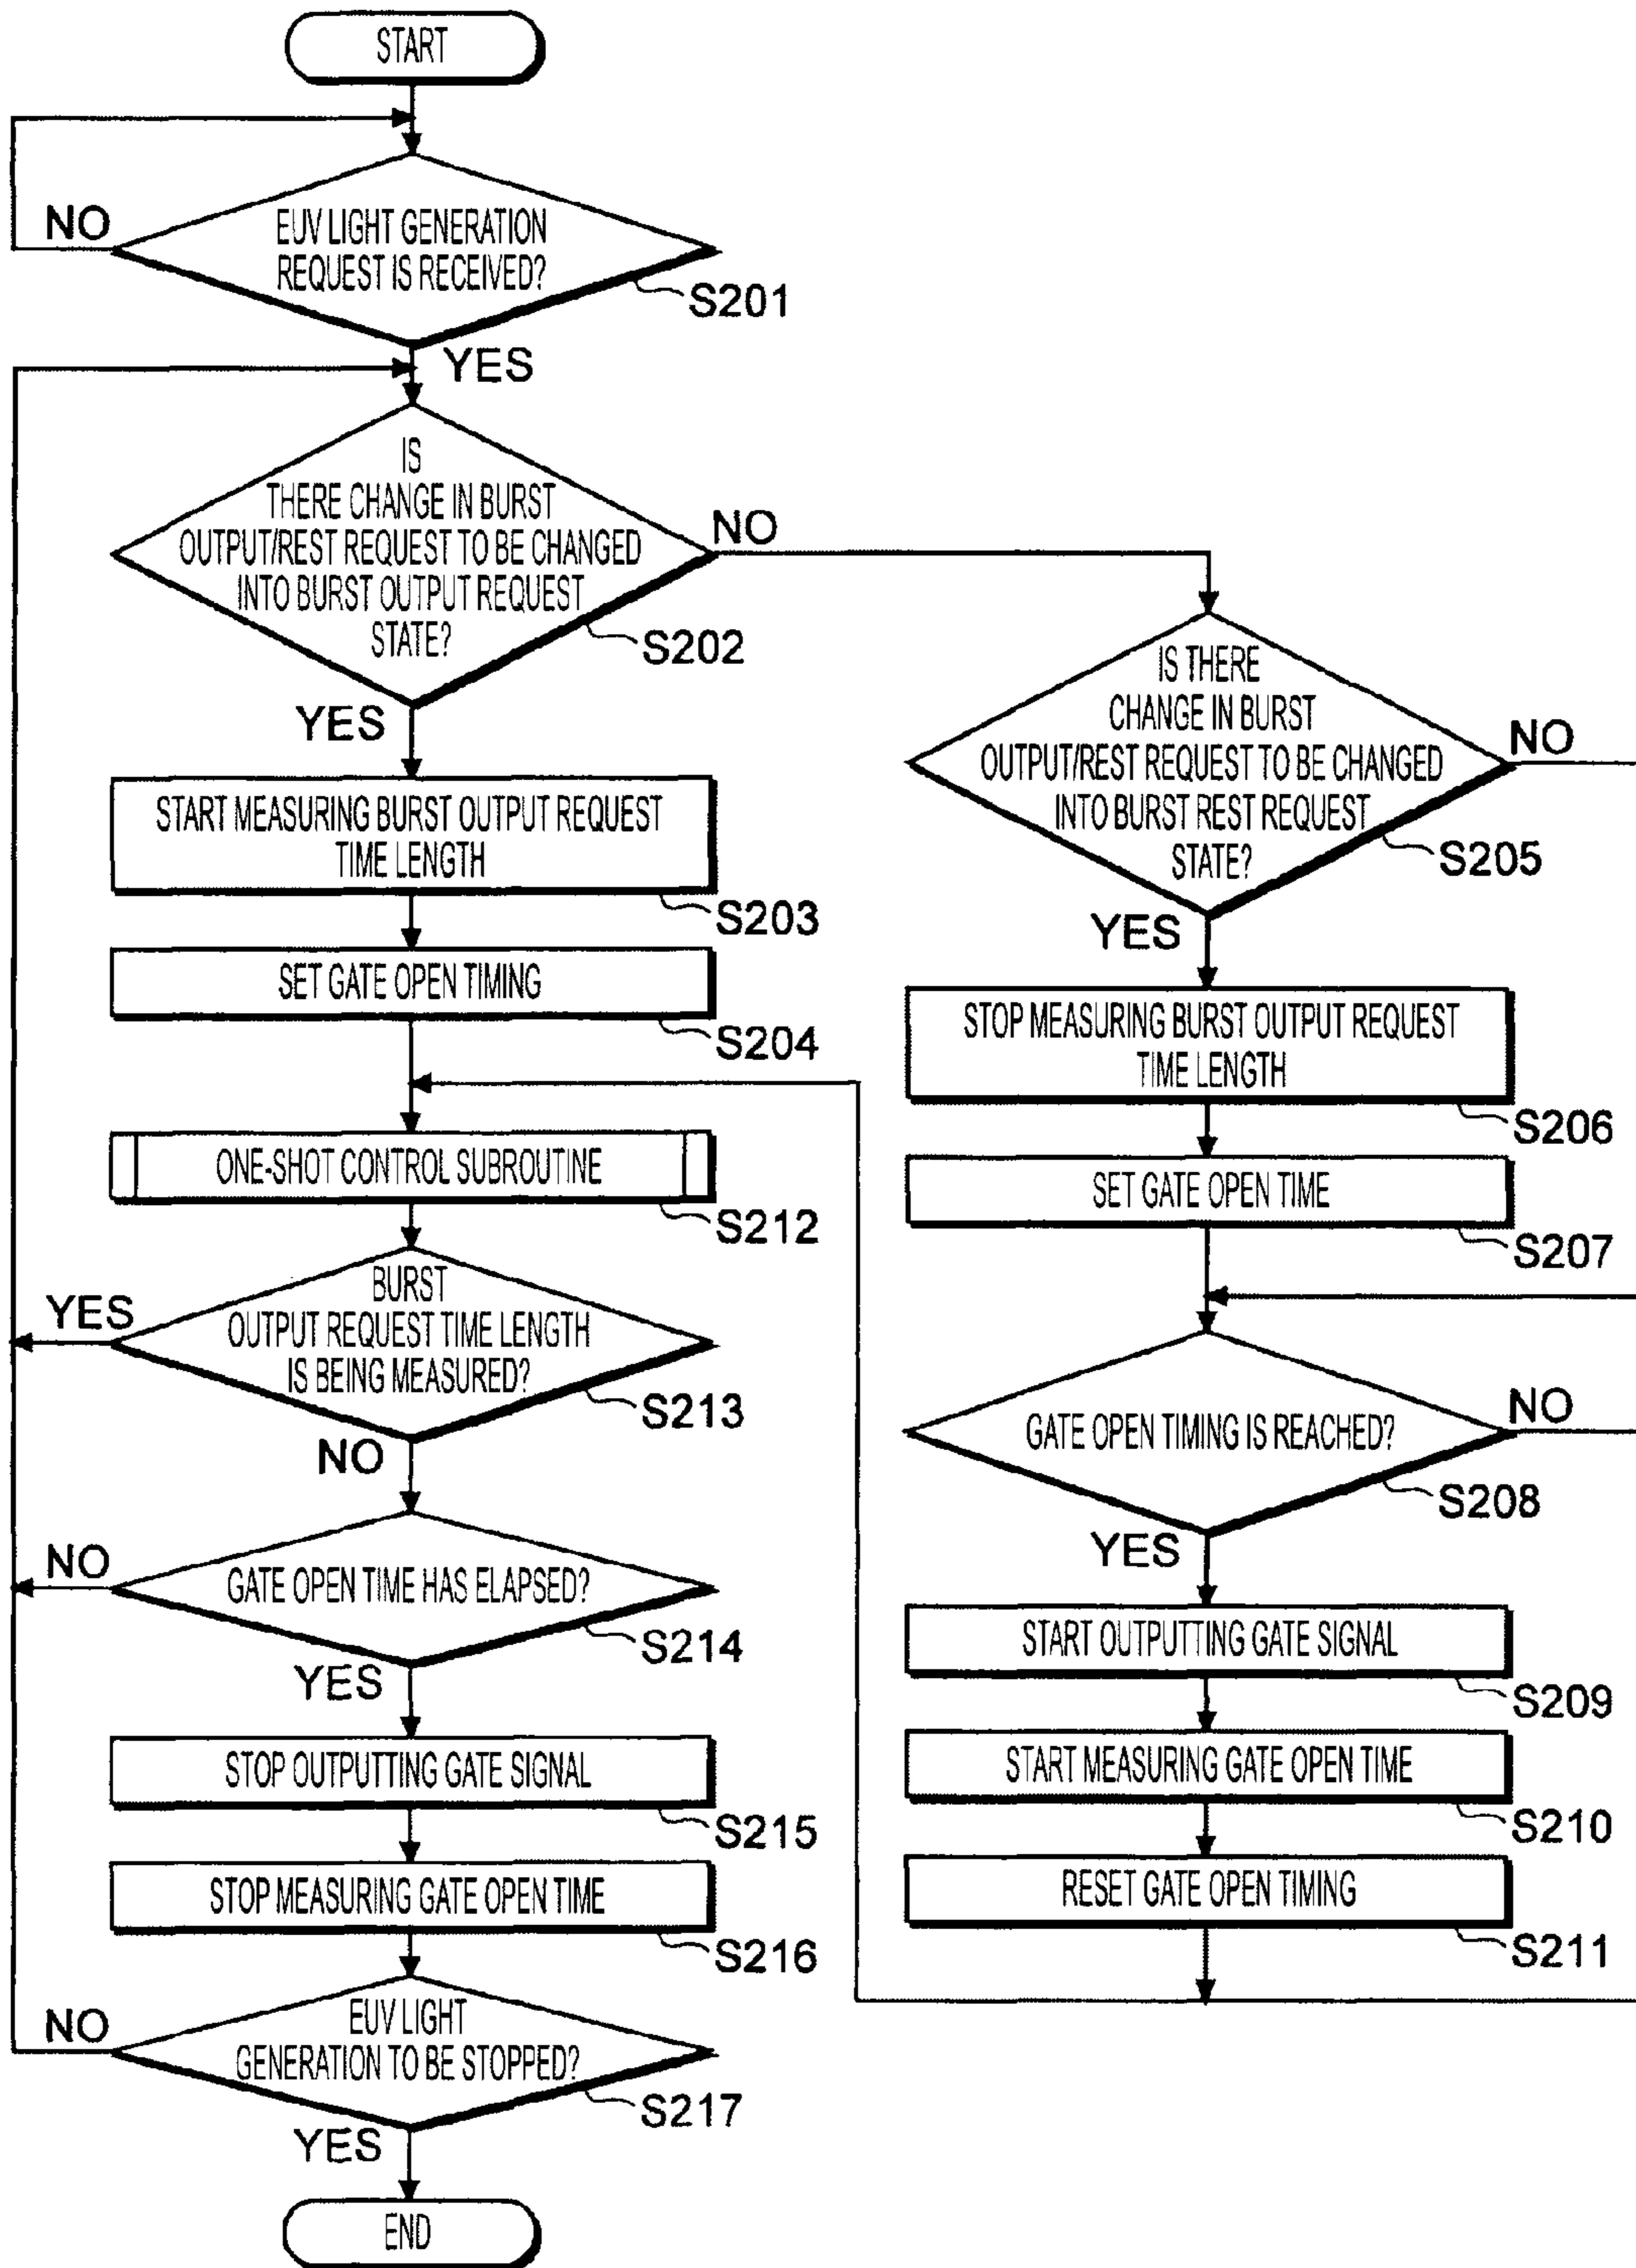 START
NO
EUV LIGHT GENERATION
REQUEST IS RECEIVED?
S201
YES
IS
THERE CHANGE IN BURST
OUTPUT/REST REQUEST TO BE CHANGED
INTO BURST OUTPUT REQUEST
STATE?
NO
S202
YES
START MEASURING BURST OUTPUT REQUEST
TIME LENGTH
S203
SET GATE OPEN TIMING
S204
IS THERE
CHANGE IN BURST
OUTPUT/REST REQUEST TO BE CHANGED
INTO BURST REST REQUEST
STATE?
NO
S205
YES
STOP MEASURING BURST OUTPUT REQUEST
TIME LENGTH
S206
SET GATE OPEN TIME
S207
GATE OPEN TIMING IS REACHED?
NO
S208
YES
START OUTPUTTING GATE SIGNAL
S209
START MEASURING GATE OPEN TIME
S210
RESET GATE OPEN TIMING
S211
ONE-SHOT CONTROL SUBROUTINE
S212
YES
BURST
OUTPUT REQUEST TIME LENGTH
IS BEING MEASURED?
S213
NO
NO
GATE OPEN TIME HAS ELAPSED?
S214
YES
STOP OUTPUTTING GATE SIGNAL
S215
STOP MEASURING GATE OPEN TIME
S216
NO
EUV LIGHT
GENERATION TO BE STOPPED?
S217
YES
END